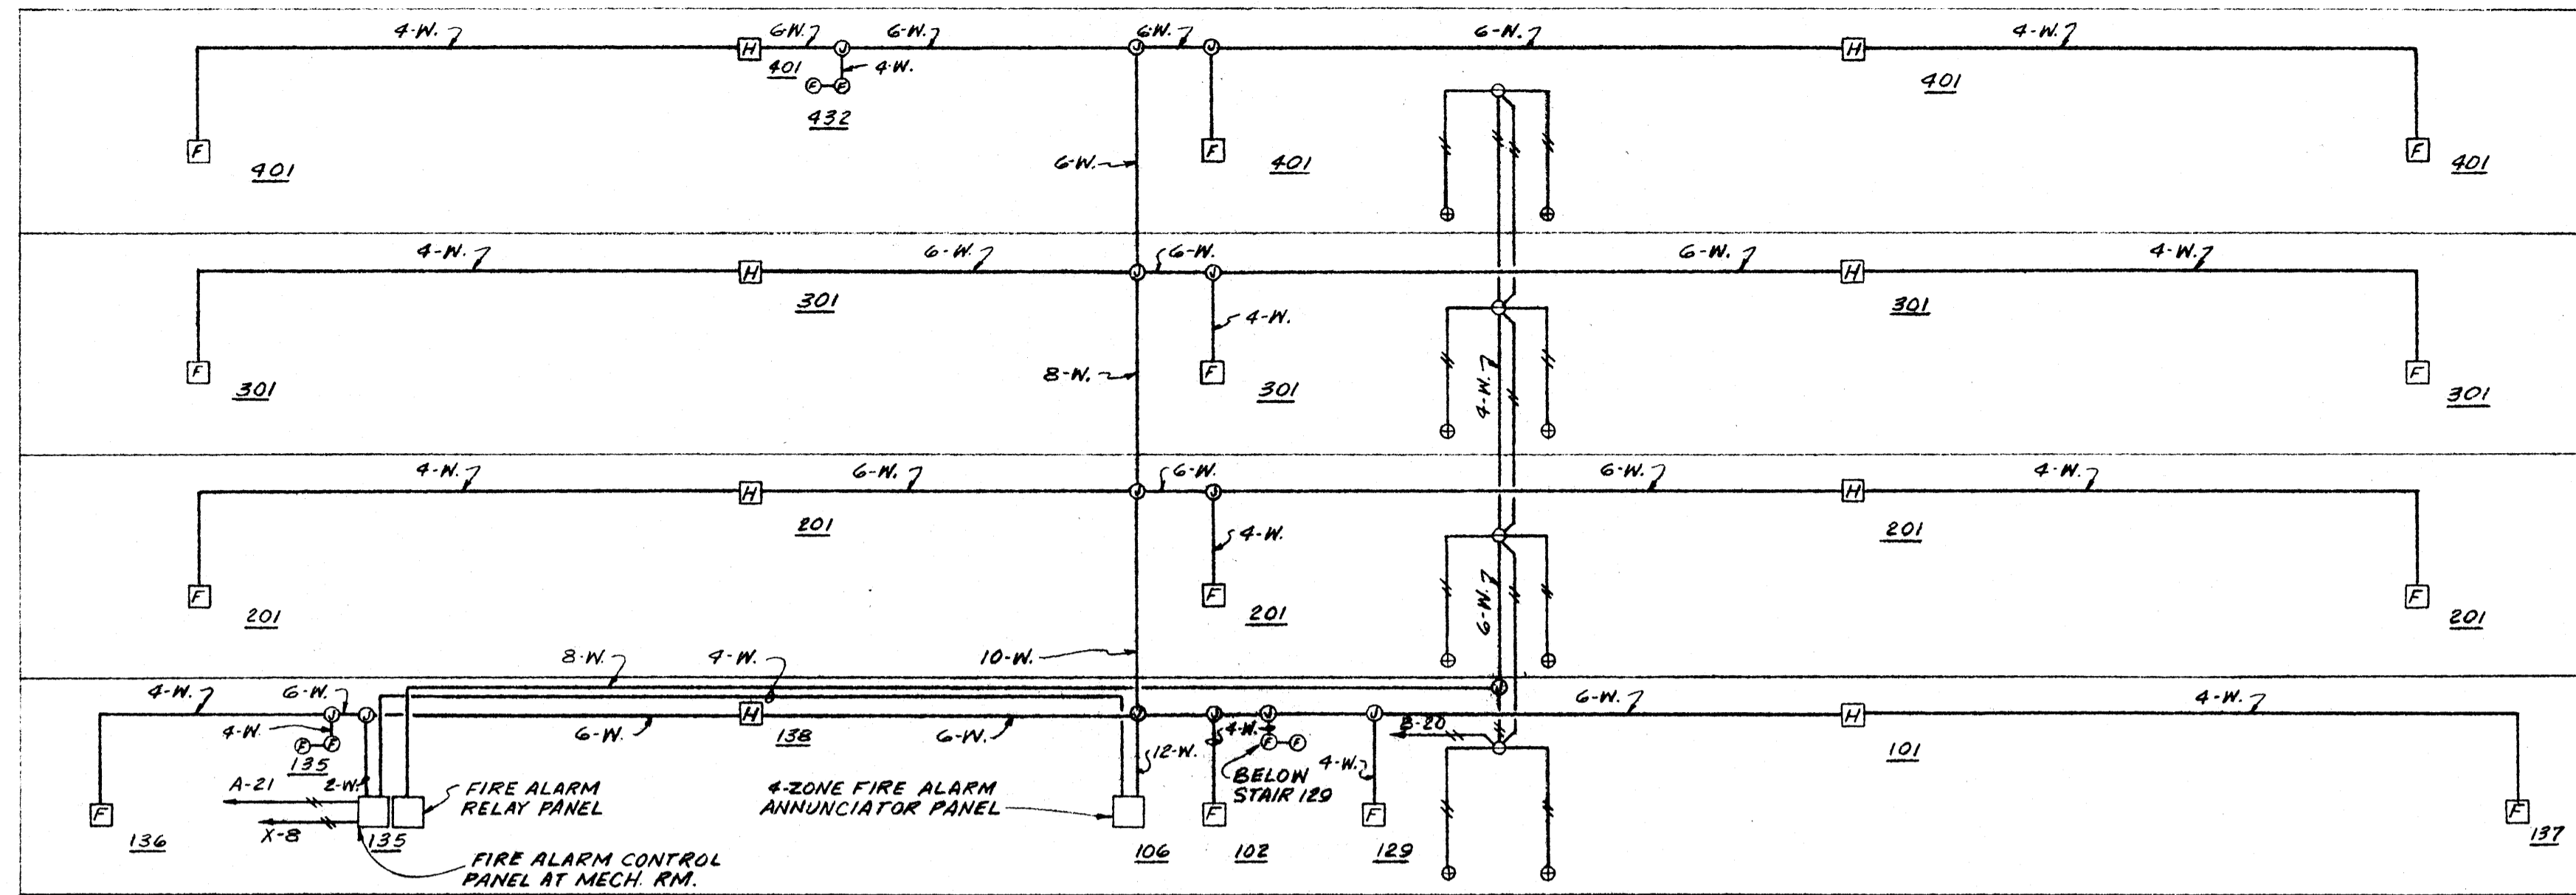 4-W.
6-W.
6-W.
6-W.
6-W.
4-W.
H
J
J
J
H
401
4-W.
401
F F
432
6-W.
F
401
F
401
F
401
4-W.
6-W.
6-W.
6-W.
4-W.
H
J
J
H
301
301
4-W.
8-W.
4-W.
F
301
F
301
F
301
4-W.
6-W.
6-W.
6-W.
4-W.
H
J
J
H
201
201
4-W.
6-W.
F
201
F
201
F
201
8-W.
4-W.
10-W.
4-W.
6-W.
6-W.
4-W.
J
J
J
H
J
J
J
J
H
4-W.
6-W.
138
6-W.
4-W.
B-20
101
F F
135
12-W.
F F
A-21
2-W.
FIRE ALARM
RELAY PANEL
4-ZONE FIRE ALARM
ANNUNCIATOR PANEL
BELOW
STAIR 129
4-W.
F
136
X-8
135
106
F
102
F
129
F
137
FIRE ALARM CONTROL
PANEL AT MECH. RM.